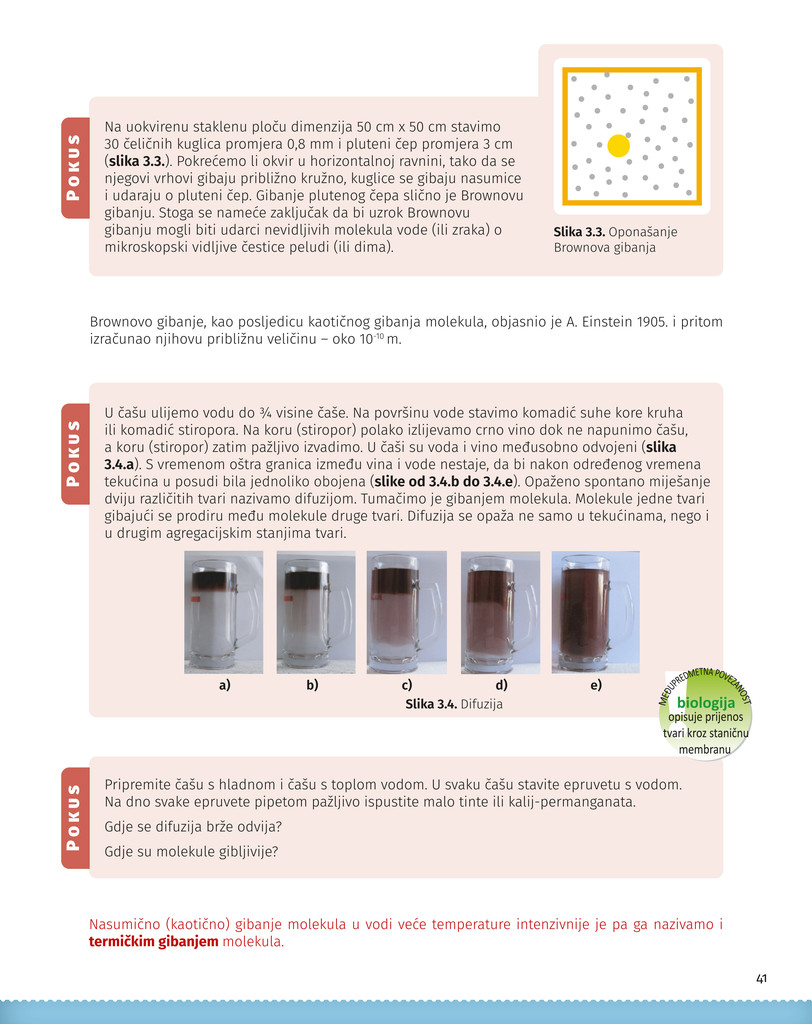 POKUS
Na uokvirenu staklenu ploču dimenzija 50 cm x 50 cm stavimo
30 čeličnih kuglica promjera 0,8 mm i pluteni čep promjera 3 cm
(slika 3.3.). Pokrećemo li okvir u horizontalnoj ravnini, tako da se
njegovi vrhovi gibaju približno kružno, kuglice se gibaju nasumice
i udaraju o pluteni čep. Gibanje plutenog čepa slično je Brownovu
gibanju. Stoga se nameće zaključak da bi uzrok Brownovu
gibanju mogli biti udarci nevidljivih molekula vode (ili zraka) o
mikroskopski vidljive čestice peludi (ili dima).
Slika 3.3. Oponašanje
Brownova gibanja
Brownovo gibanje, kao posljedicu kaotičnog gibanja molekula, objasnio je A. Einstein 1905. i pritom
izračunao njihovu približnu veličinu – oko 10⁻¹⁰ m.
POKUS
U čašu ulijemo vodu do ¾ visine čaše. Na površinu vode stavimo komadić suhe kore kruha
ili komadić stiropora. Na koru (stiropor) polako izlijevamo crno vino dok ne napunimo čašu,
a koru (stiropor) zatim pažljivo izvadimo. U čaši su voda i vino međusobno odvojeni (slika
3.4.a). S vremenom oštra granica između vina i vode nestaje, da bi nakon određenog vremena
tekućina u posudi bila jednoliko obojena (slike od 3.4.b do 3.4.e). Opaženo spontano miješanje
dviju različitih tvari nazivamo difuzijom. Tumačimo je gibanjem molekula. Molekule jedne tvari
gibajući se prodiru među molekule druge tvari. Difuzija se opaža ne samo u tekućinama, nego i
u drugim agregacijskim stanjima tvari.
a) b) c) d) e)
Slika 3.4. Difuzija
MEĐUPREDMETNA POVEZANOST
biologija
opisuje prijenos
tvari kroz staničnu
membranu
POKUS
Pripremite čašu s hladnom i čašu s toplom vodom. U svaku čašu stavite epruvetu s vodom.
Na dno svake epruvete pipetom pažljivo ispustite malo tinte ili kalij-permanganata.
Gdje se difuzija brže odvija?
Gdje su molekule gibljivije?
Nasumično (kaotično) gibanje molekula u vodi veće temperature intenzivnije je pa ga nazivamo i
termičkim gibanjem molekula.
41